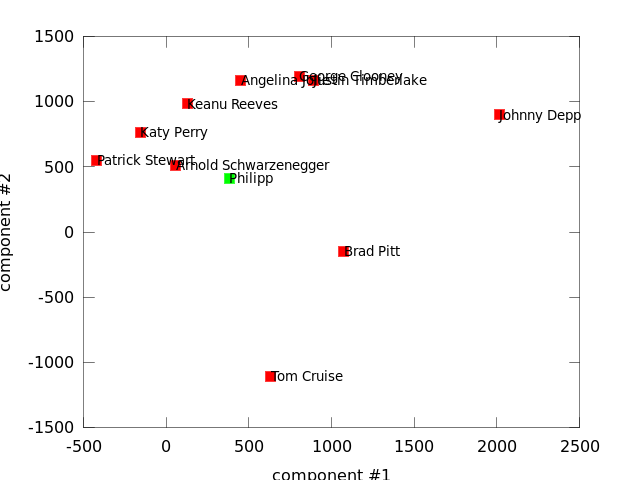 1500
1000
500
0
-500
-1000
-1500
component #2
George Clooney
Angelina Jolie
Justin Timberlake
Keanu Reeves
Johnny Depp
Katy Perry
Patrick Stewart
Arnold Schwarzenegger
Philipp
Brad Pitt
Tom Cruise
-500 0 500 1000 1500 2000 2500
component #1